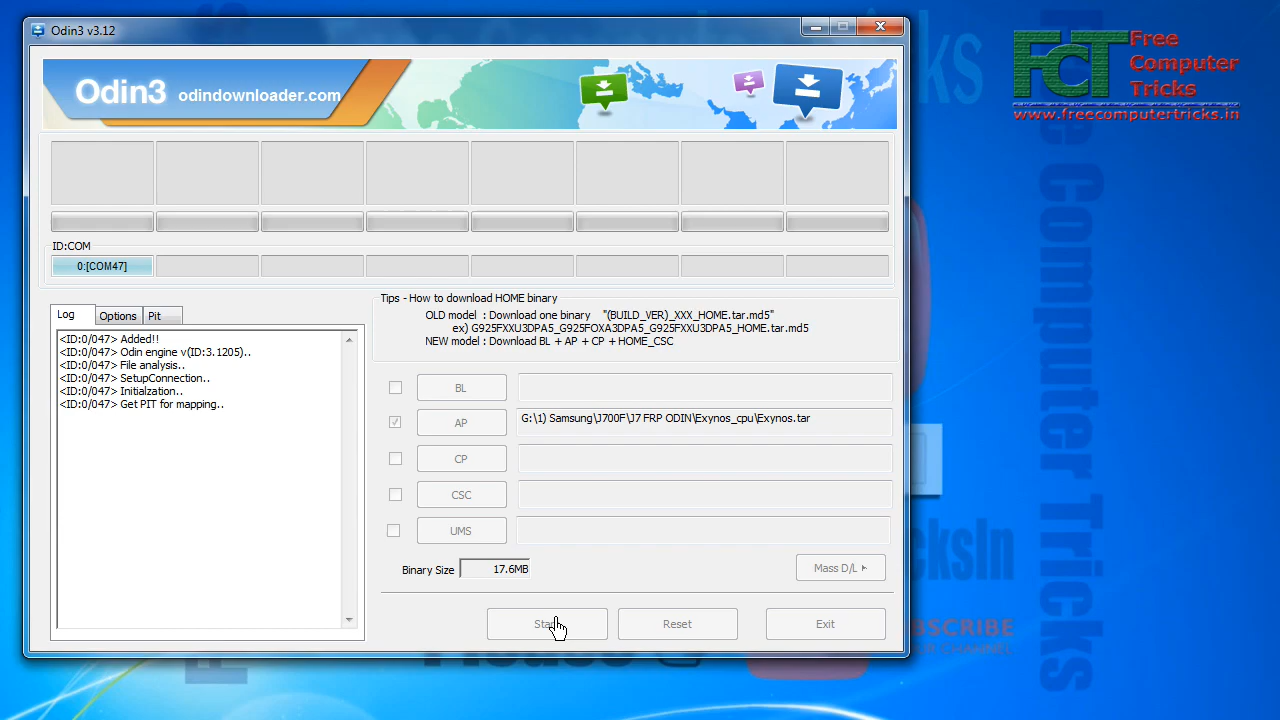 Odin3 v3.12
Odin3 odindownloader.com
ID:COM
0:[COM47]
Log Options Pit
<ID:0/047> Added!!
<ID:0/047> Odin engine v(ID:3.1205)..
<ID:0/047> File analysis..
<ID:0/047> SetupConnection..
<ID:0/047> Initialzation..
<ID:0/047> Get PIT for mapping..
Tips - How to download HOME binary
OLD model : Download one binary "(BUILD_VER)_XXX_HOME.tar.md5"
ex) G925FXXU3DPA5_G925FOXA3DPA5_G925FXXU3DPA5_HOME.tar.md5
NEW model : Download BL + AP + CP + HOME_CSC
BL
AP G:\1) Samsung\J700F\J7 FRP ODIN\Exynos_cpu\Exynos.tar
CP
CSC
UMS
Binary Size 17.6MB
Mass D/L
Start Reset Exit
FCT
Free
Computer
Tricks
www.freecomputertricks.in
Free Computer Tricks